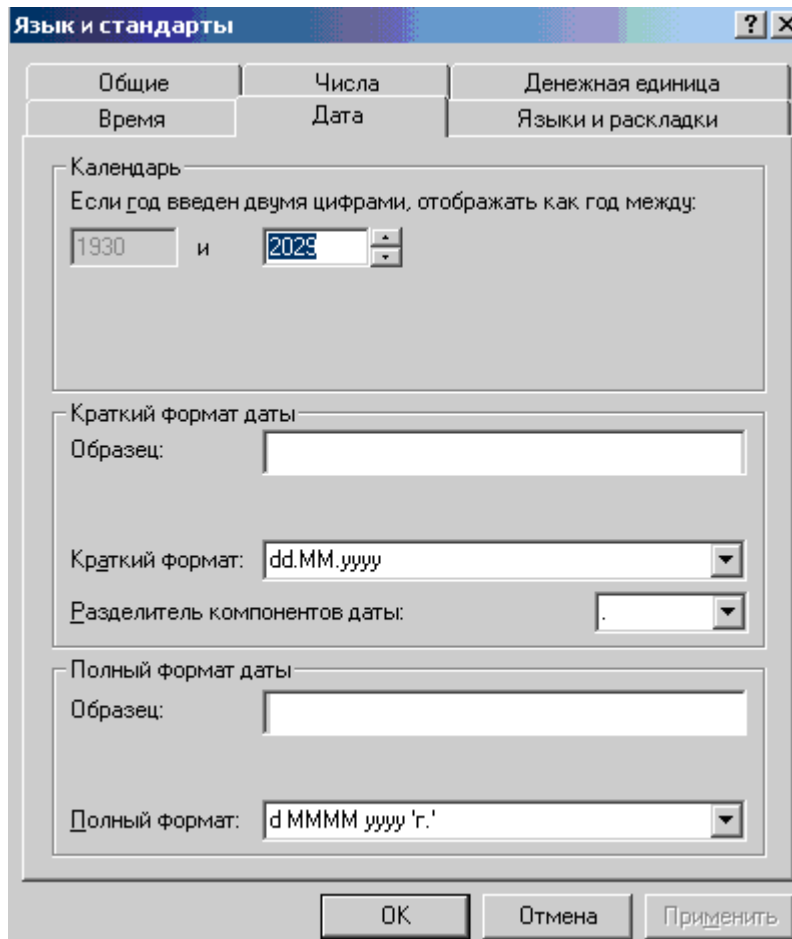 Язык и стандарты
Общие Числа Денежная единица
Время Дата Языки и раскладки
Календарь
Если год введен двумя цифрами, отображать как год между:
1930 и 2029
Краткий формат даты
Образец:
Краткий формат: dd.MM.yyyy
Разделитель компонентов даты: .
Полный формат даты
Образец:
Полный формат: d MMMM yyyy 'г.'
OK Отмена Применить